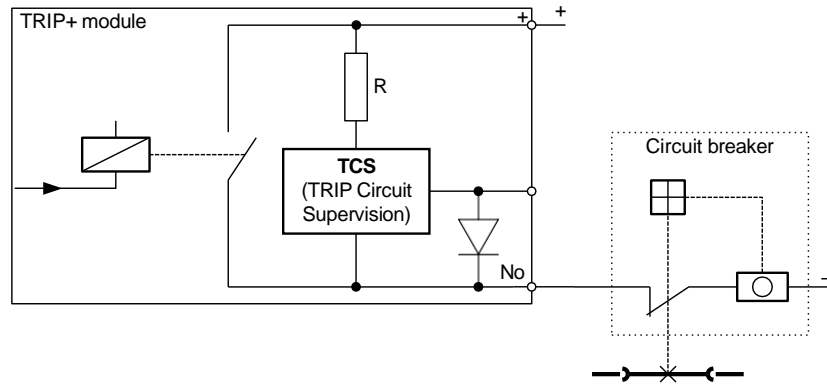 TRIP+ module
+ +
R
TCS
(TRIP Circuit
Supervision)
No
Circuit breaker
-